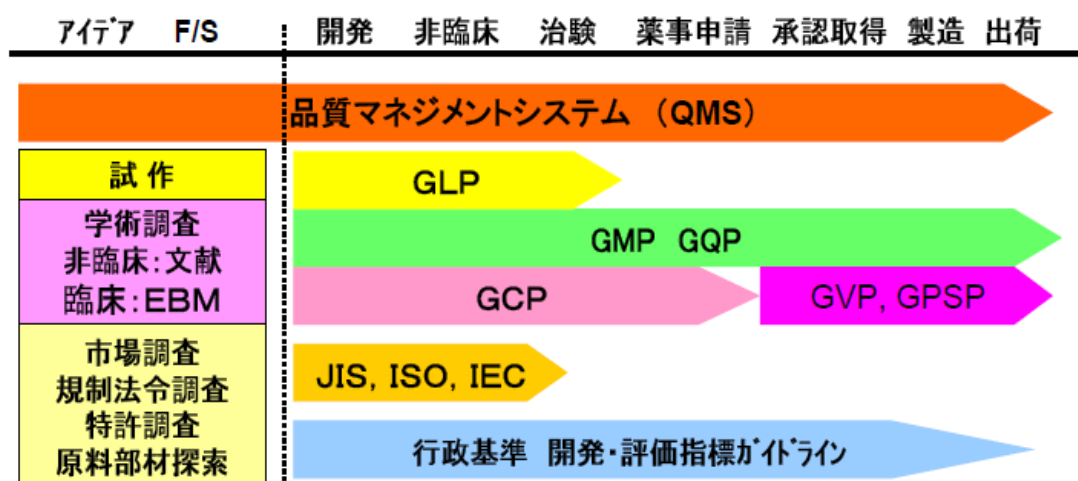 ｱｲﾃﾞｱ F/S 開発 非臨床 治験 薬事申請 承認取得 製造 出荷
品質マネジメントシステム （QMS）
試 作
GLP
学術調査
非臨床：文献
臨床：EBM
GMP GQP
GCP
GVP, GPSP
市場調査
規制法令調査
特許調査
原料部材探索
JIS, ISO, IEC
行政基準 開発・評価指標ｶﾞｲﾄﾞﾗｲﾝ